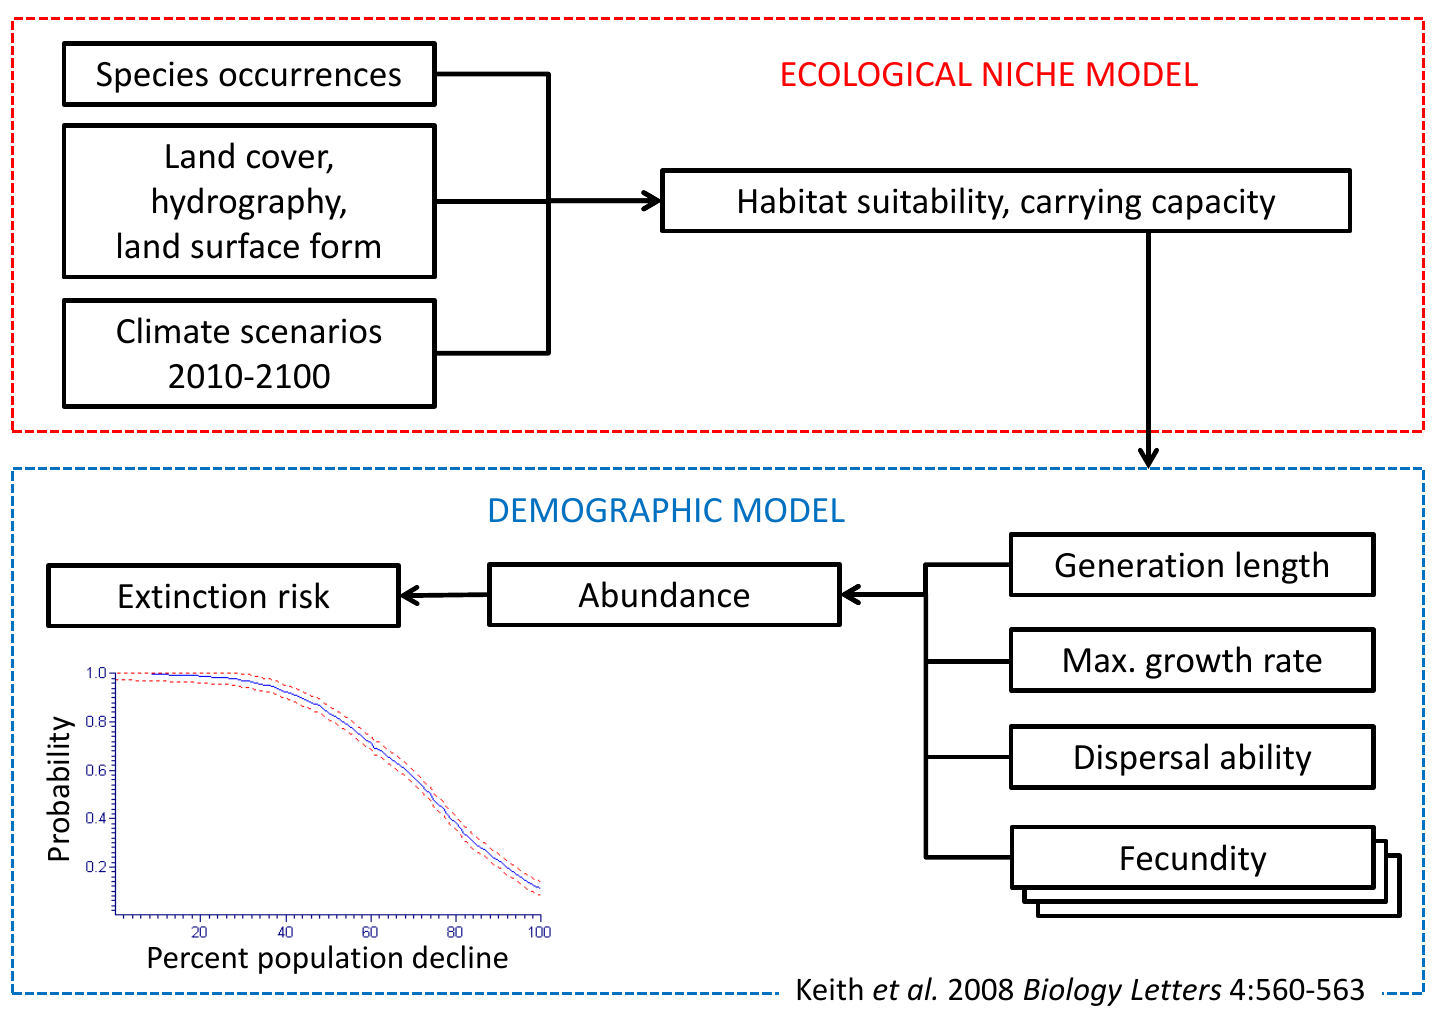 ECOLOGICAL NICHE MODEL
Species occurrences
Land cover,
hydrography,
land surface form
Climate scenarios
2010-2100
Habitat suitability, carrying capacity
DEMOGRAPHIC MODEL
Generation length
Max. growth rate
Dispersal ability
Fecundity
Abundance
Extinction risk
Probability
1.0
0.8
0.6
0.4
0.2
20 40 60 80 100
Percent population decline
Keith et al. 2008 Biology Letters 4:560-563